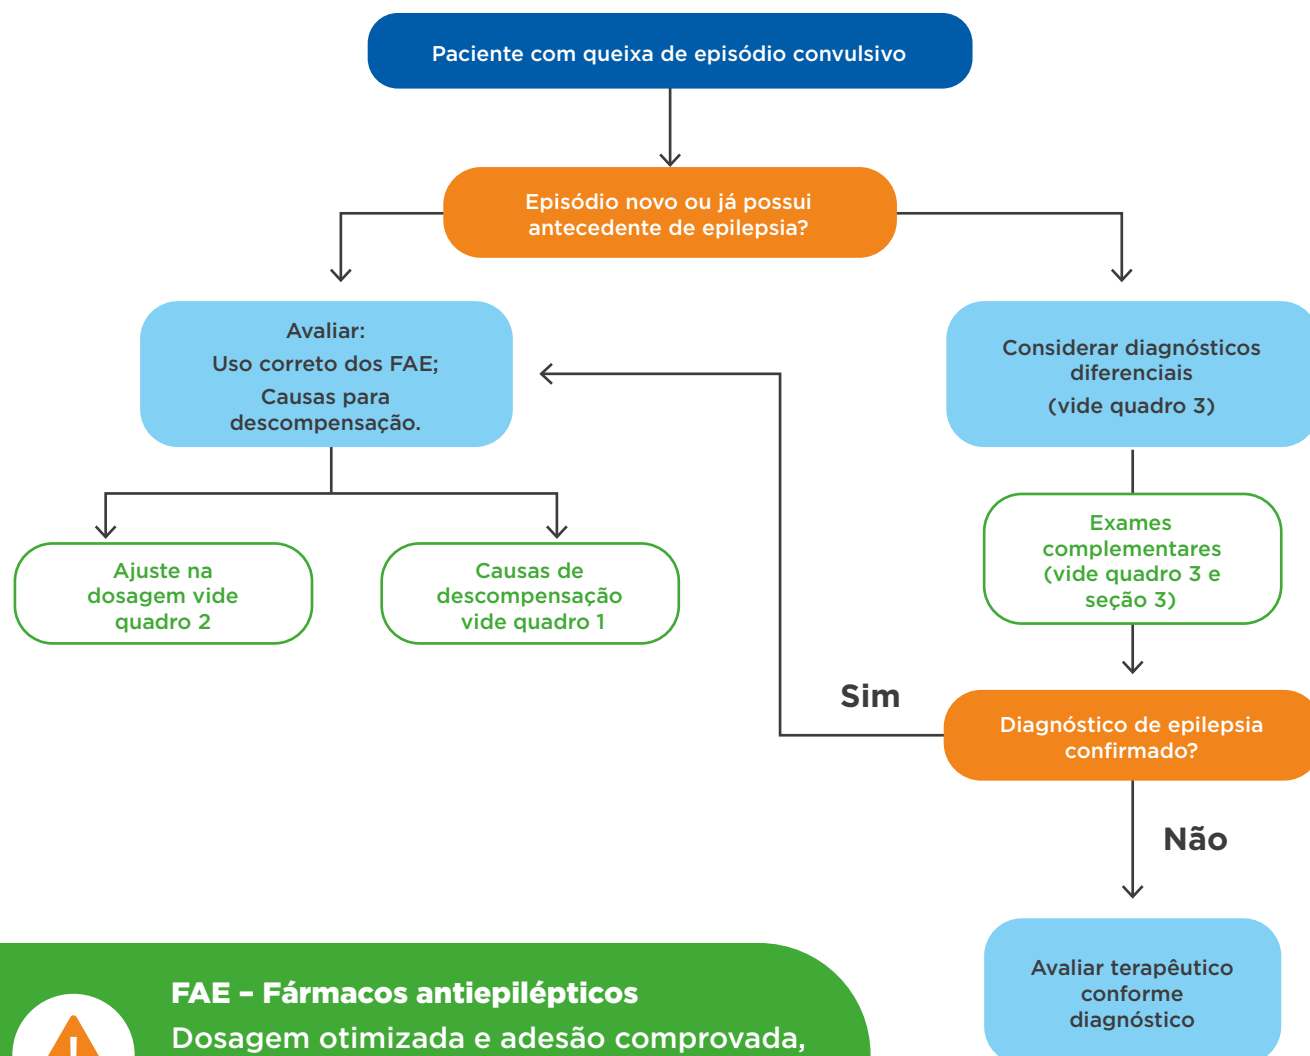 Paciente com queixa de episódio convulsivo
Episódio novo ou já possui
antecedente de epilepsia?
Avaliar:
Uso correto dos FAE;
Causas para
descompensação.
Considerar diagnósticos
diferenciais
(vide quadro 3)
Ajuste na
dosagem vide
quadro 2
Causas de
descompensação
vide quadro 1
Exames
complementares
(vide quadro 3 e
seção 3)
Sim
Diagnóstico de epilepsia
confirmado?
Não
Avaliar terapêutico
conforme
diagnóstico
FAE – Fármacos antiepilépticos
Dosagem otimizada e adesão comprovada,